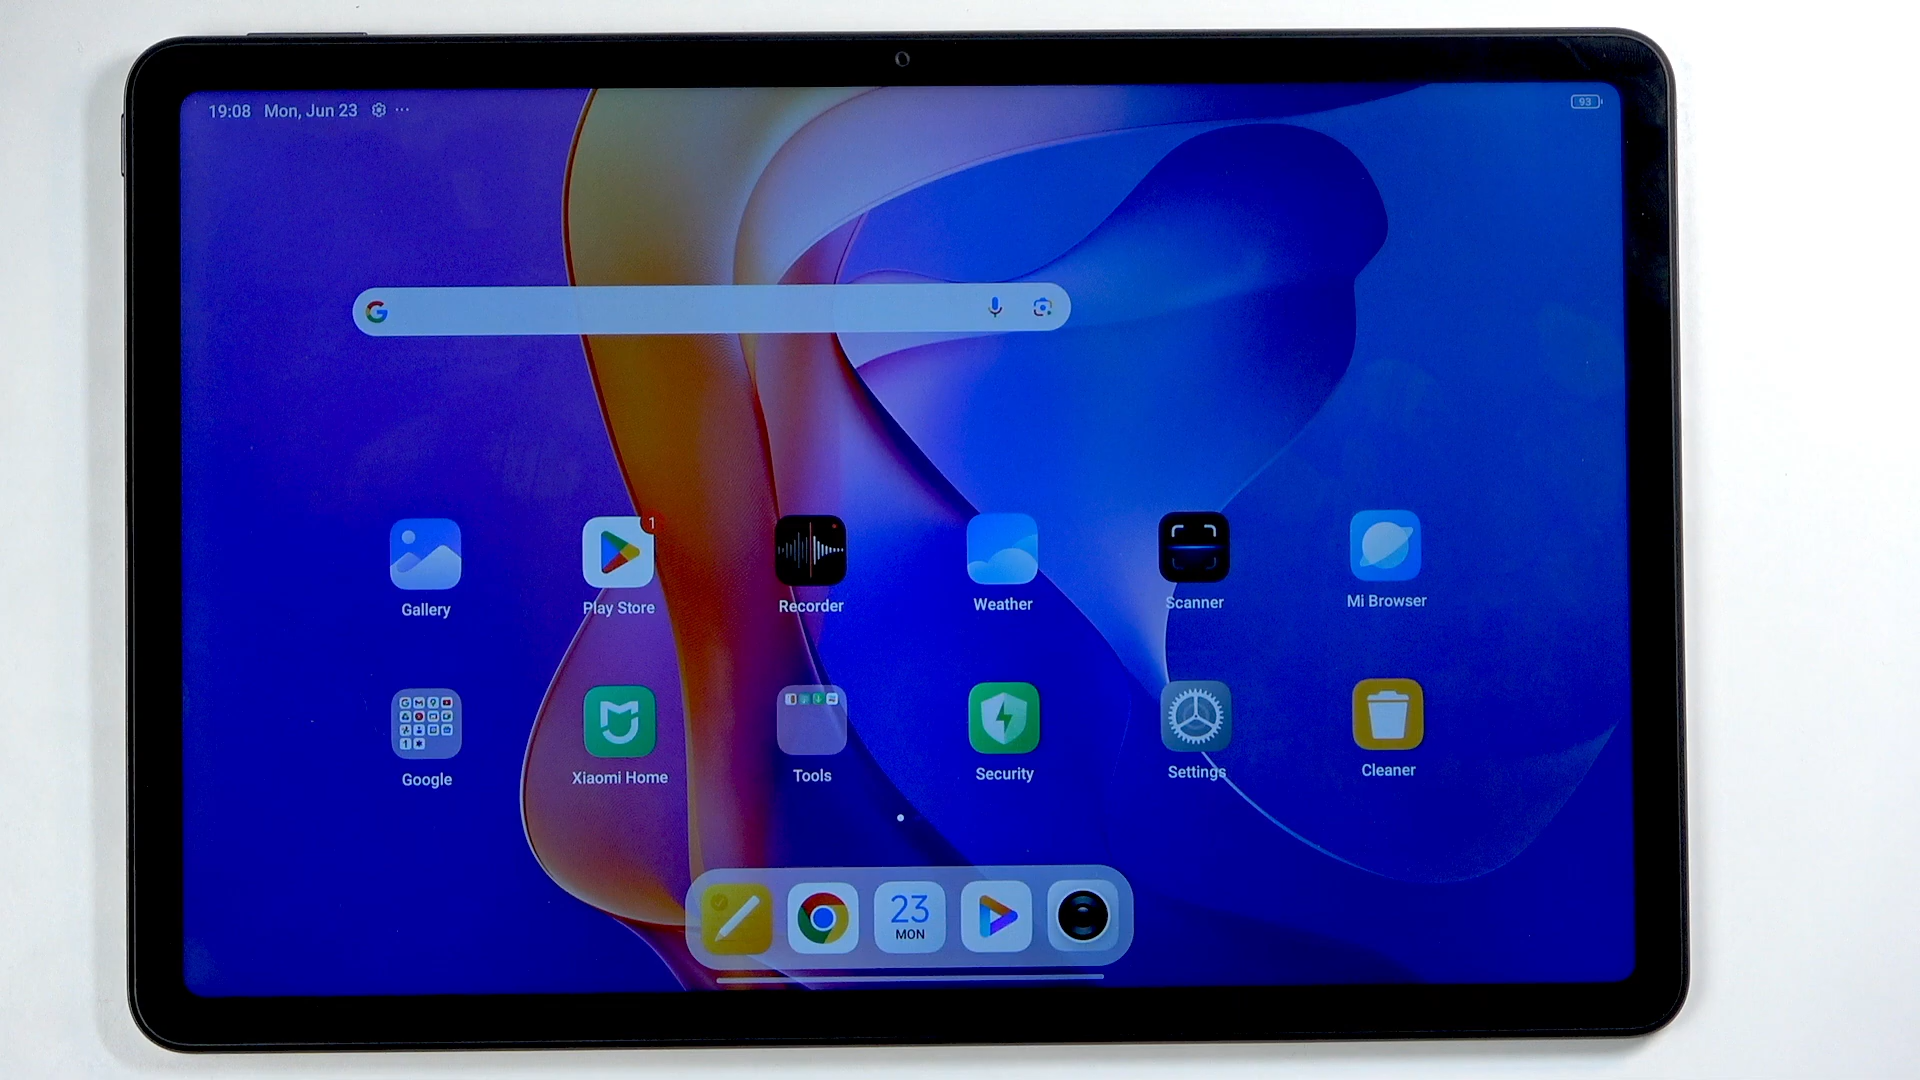 19:08 Mon, Jun 23
93
G
1
Gallery Play Store Recorder Weather Scanner Mi Browser
Google Xiaomi Home Tools Security Settings Cleaner
23
MON